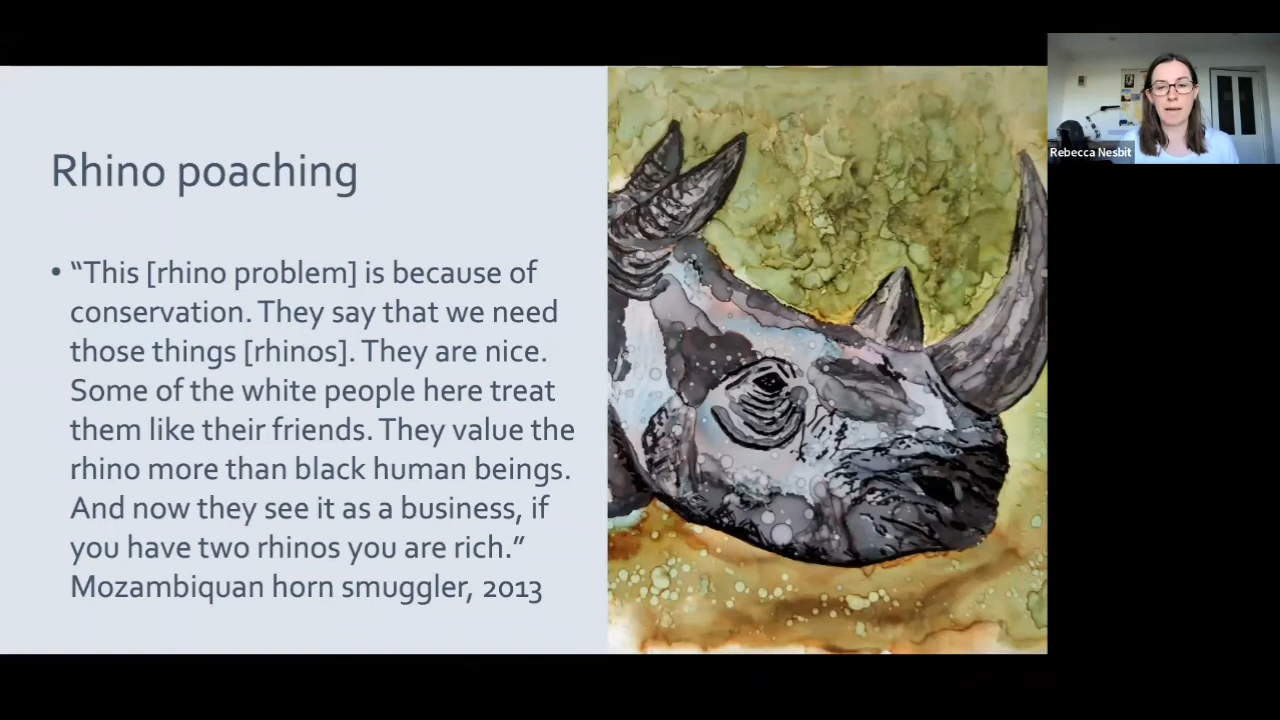 Rhino poaching
• “This [rhino problem] is because of
conservation. They say that we need
those things [rhinos]. They are nice.
Some of the white people here treat
them like their friends. They value the
rhino more than black human beings.
And now they see it as a business, if
you have two rhinos you are rich.”
Mozambiquan horn smuggler, 2013
Rebecca Nesbit